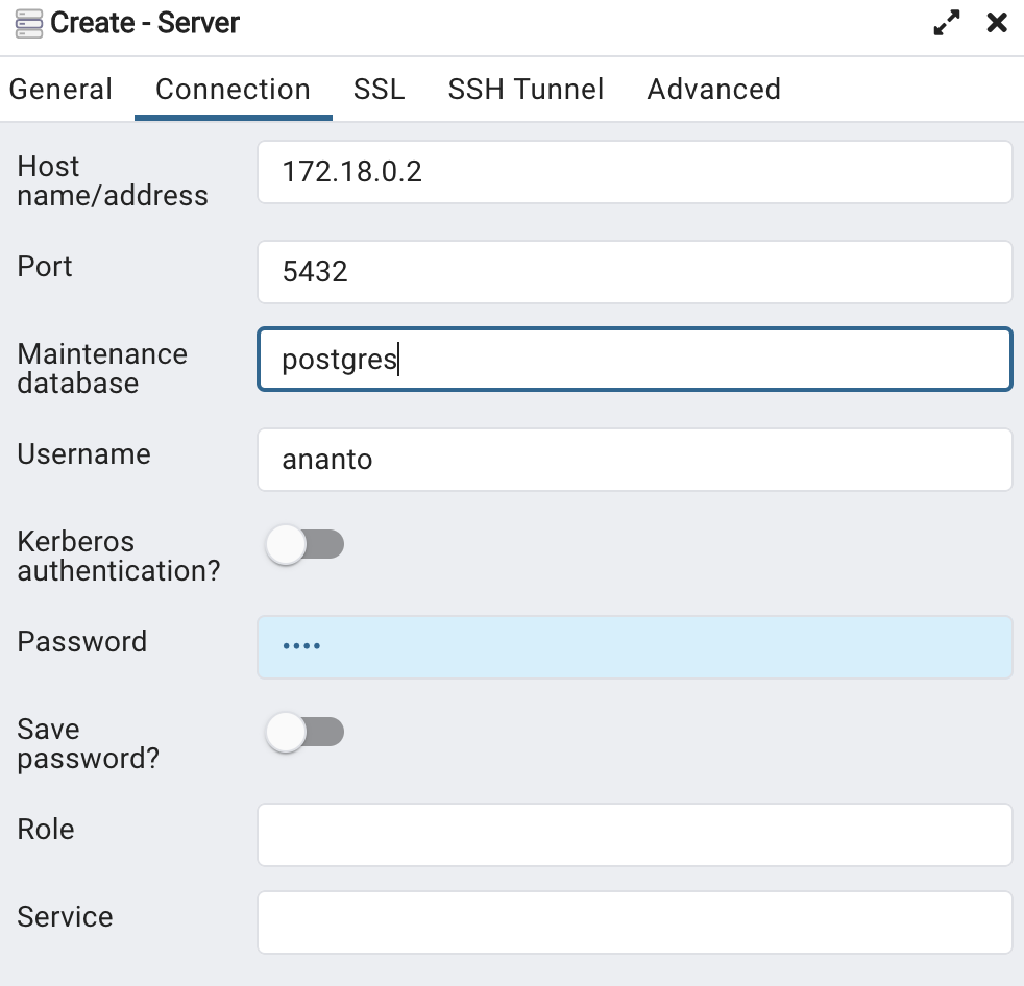 Create - Server
General Connection SSL SSH Tunnel Advanced
Host
name/address
172.18.0.2
Port
5432
Maintenance
database
postgres
Username
ananto
Kerberos
authentication?
Password
••••
Save
password?
Role
Service